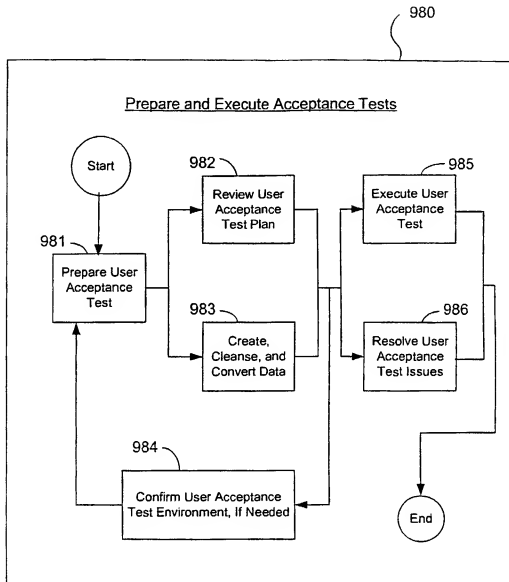 980
Prepare and Execute Acceptance Tests
Start
981
Prepare User
Acceptance
Test
982
Review User
Acceptance
Test Plan
983
Create,
Cleanse, and
Convert Data
984
Confirm User Acceptance
Test Environment, If Needed
985
Execute User
Acceptance
Test
986
Resolve User
Acceptance
Test Issues
End